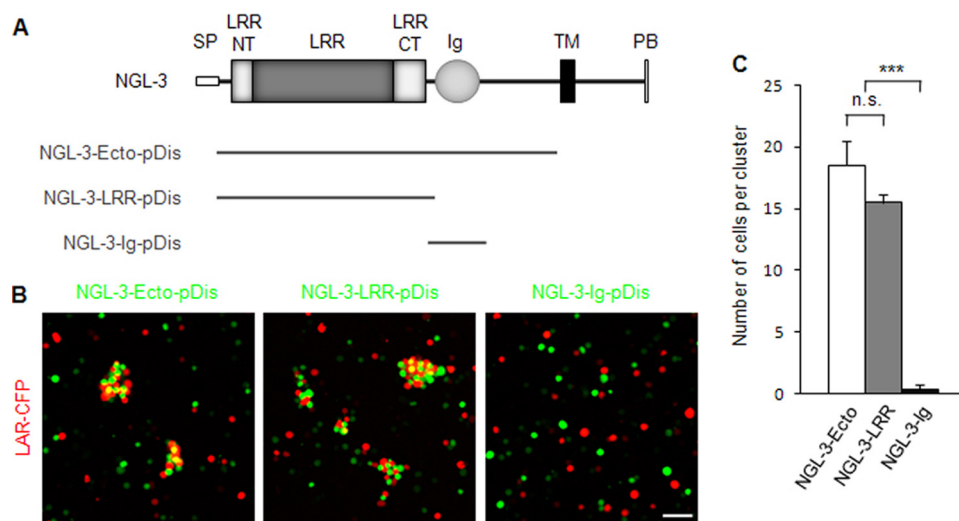 A
SP
LRR
NT
LRR
LRR
CT
Ig
TM
PB
NGL-3
NGL-3-Ecto-pDis
NGL-3-LRR-pDis
NGL-3-Ig-pDis
B
NGL-3-Ecto-pDis
NGL-3-LRR-pDis
NGL-3-Ig-pDis
LAR-CFP
C
Number of cells per cluster
25
20
15
10
5
0
n.s.
***
NGL-3-Ecto
NGL-3-LRR
NGL-3-Ig